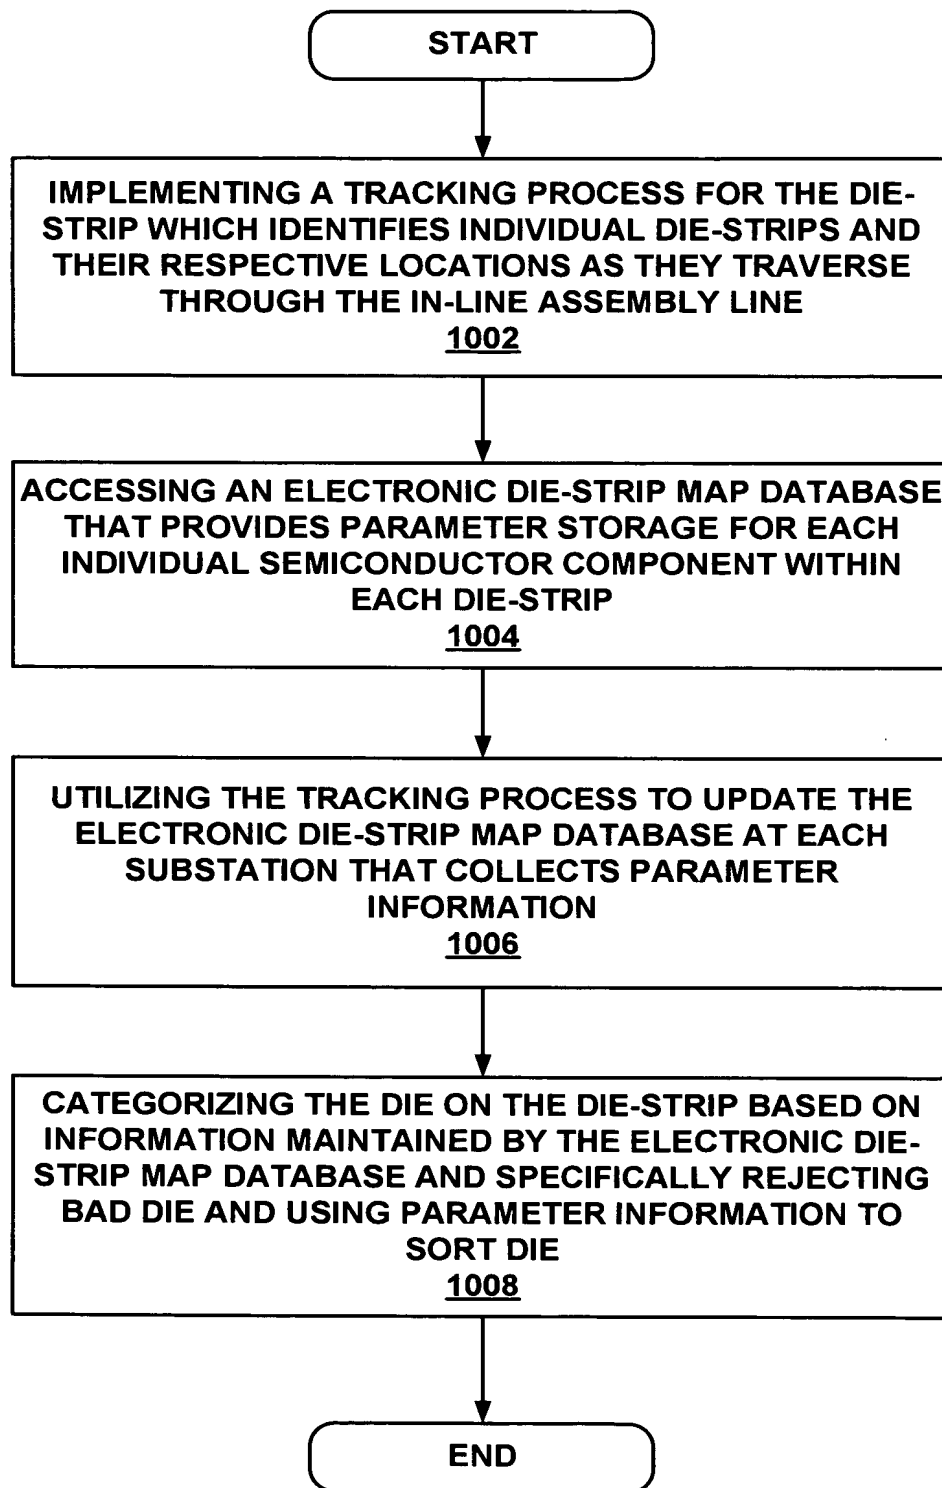 START
IMPLEMENTING A TRACKING PROCESS FOR THE DIE-
STRIP WHICH IDENTIFIES INDIVIDUAL DIE-STRIPS AND
THEIR RESPECTIVE LOCATIONS AS THEY TRAVERSE
THROUGH THE IN-LINE ASSEMBLY LINE
1002
ACCESSING AN ELECTRONIC DIE-STRIP MAP DATABASE
THAT PROVIDES PARAMETER STORAGE FOR EACH
INDIVIDUAL SEMICONDUCTOR COMPONENT WITHIN
EACH DIE-STRIP
1004
UTILIZING THE TRACKING PROCESS TO UPDATE THE
ELECTRONIC DIE-STRIP MAP DATABASE AT EACH
SUBSTATION THAT COLLECTS PARAMETER
INFORMATION
1006
CATEGORIZING THE DIE ON THE DIE-STRIP BASED ON
INFORMATION MAINTAINED BY THE ELECTRONIC DIE-
STRIP MAP DATABASE AND SPECIFICALLY REJECTING
BAD DIE AND USING PARAMETER INFORMATION TO
SORT DIE
1008
END